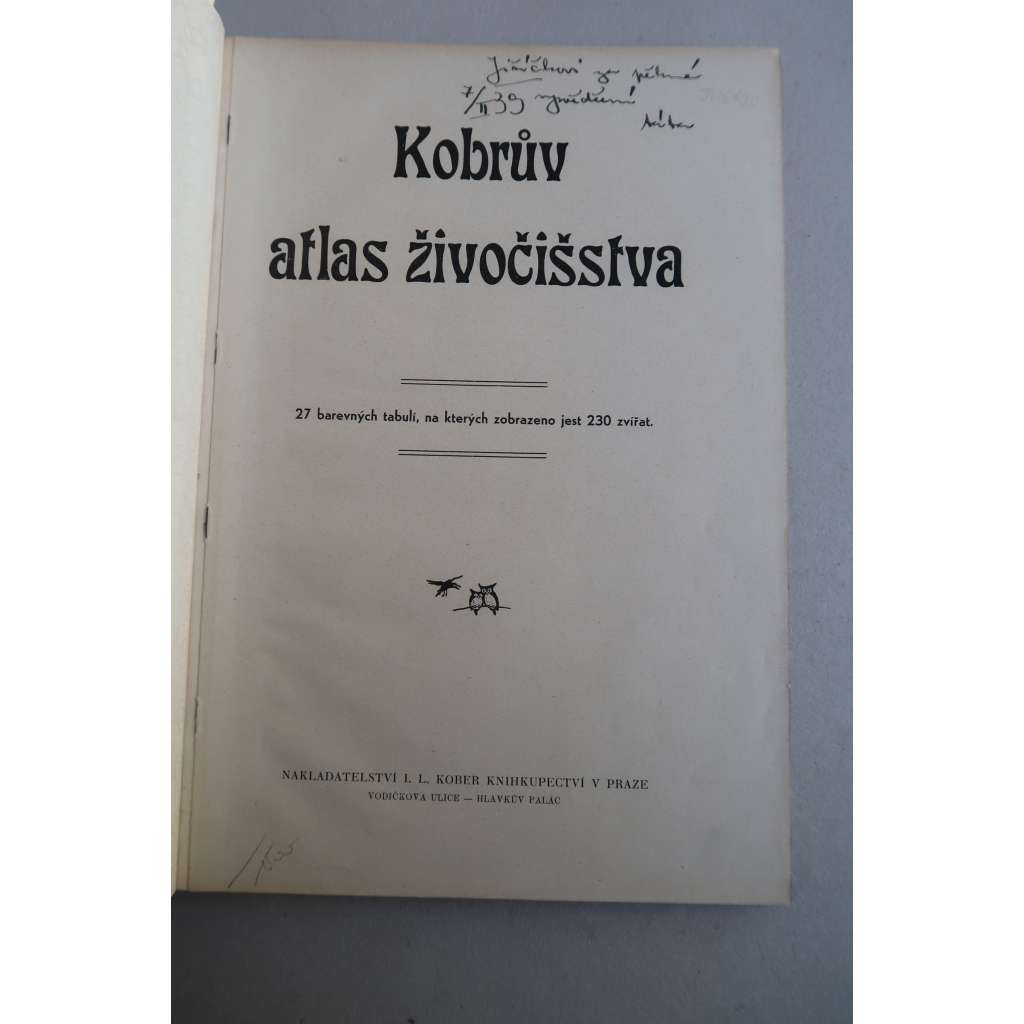 Jiříčkovi za pěkné
7/II 39 vysvědčení
Kobrův
atlas živočišstva
27 barevných tabulí, na kterých zobrazeno jest 230 zvířat.
NAKLADATELSTVÍ I. L. KOBER KNIHKUPECTVÍ V PRAZE
VODIČKOVA ULICE — HLAVKŮV PALÁC